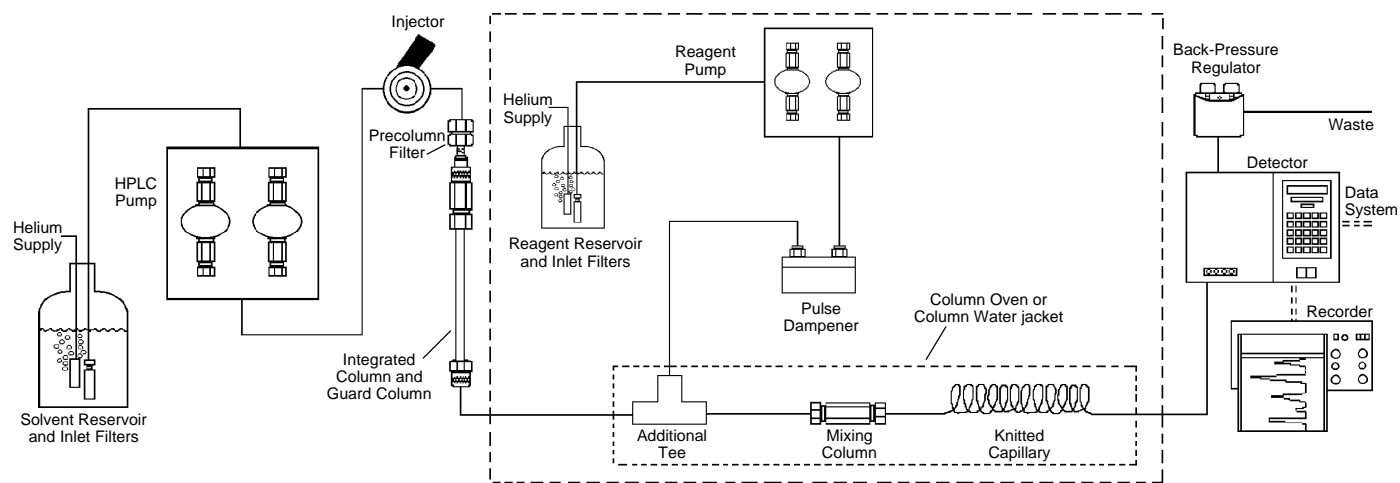 Injector
Reagent
Pump
Back-Pressure
Regulator
Helium
Supply
Precolumn
Filter
Waste
HPLC
Pump
Detector
Data
System
Helium
Supply
Reagent Reservoir
and Inlet Filters
Pulse
Dampener
Column Oven or
Column Water jacket
Recorder
Integrated
Column and
Guard Column
Solvent Reservoir
and Inlet Filters
Additional
Tee
Mixing
Column
Knitted
Capillary